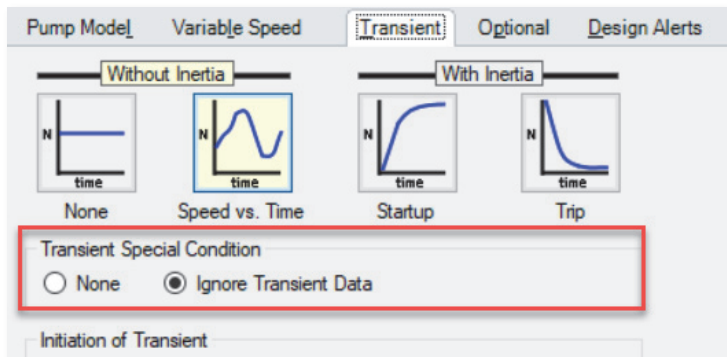 Pump Model Variable Speed Transient Optional Design Alerts
Without Inertia With Inertia
N N N N
time time time time
None Speed vs. Time Startup Trip
Transient Special Condition
None Ignore Transient Data
Initiation of Transient